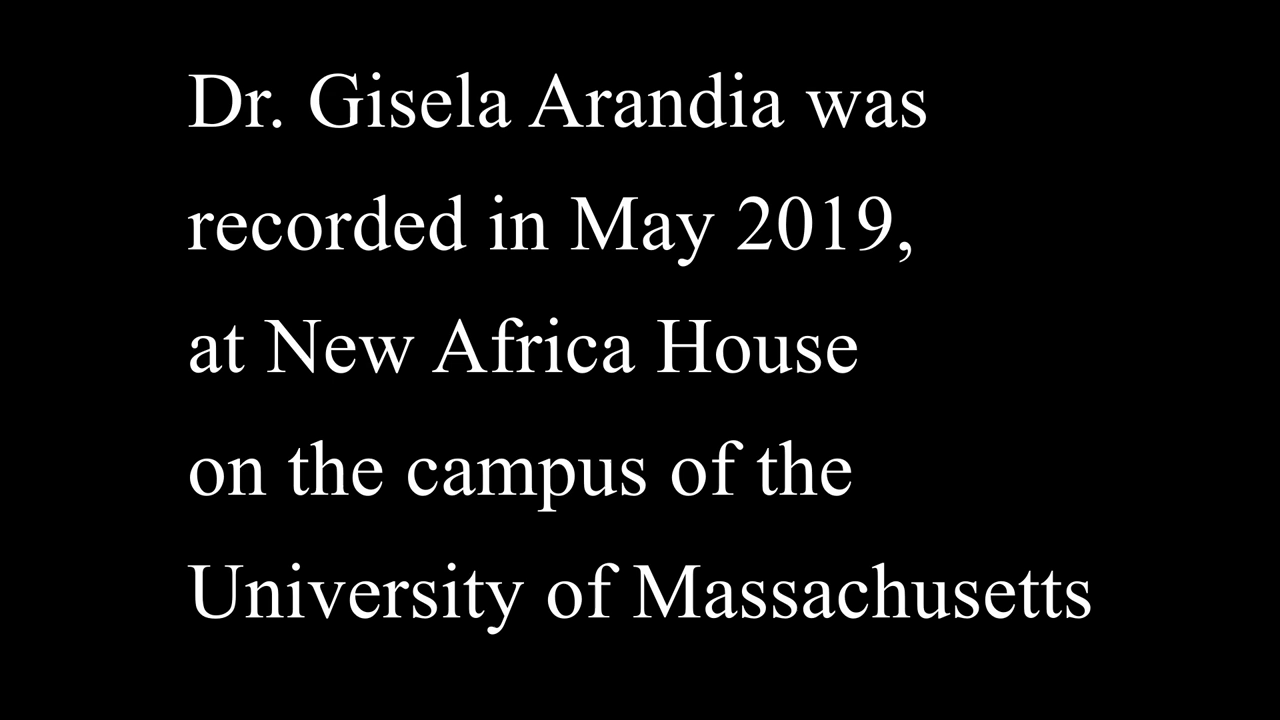 Dr. Gisela Arandia was
recorded in May 2019,
at New Africa House
on the campus of the
University of Massachusetts